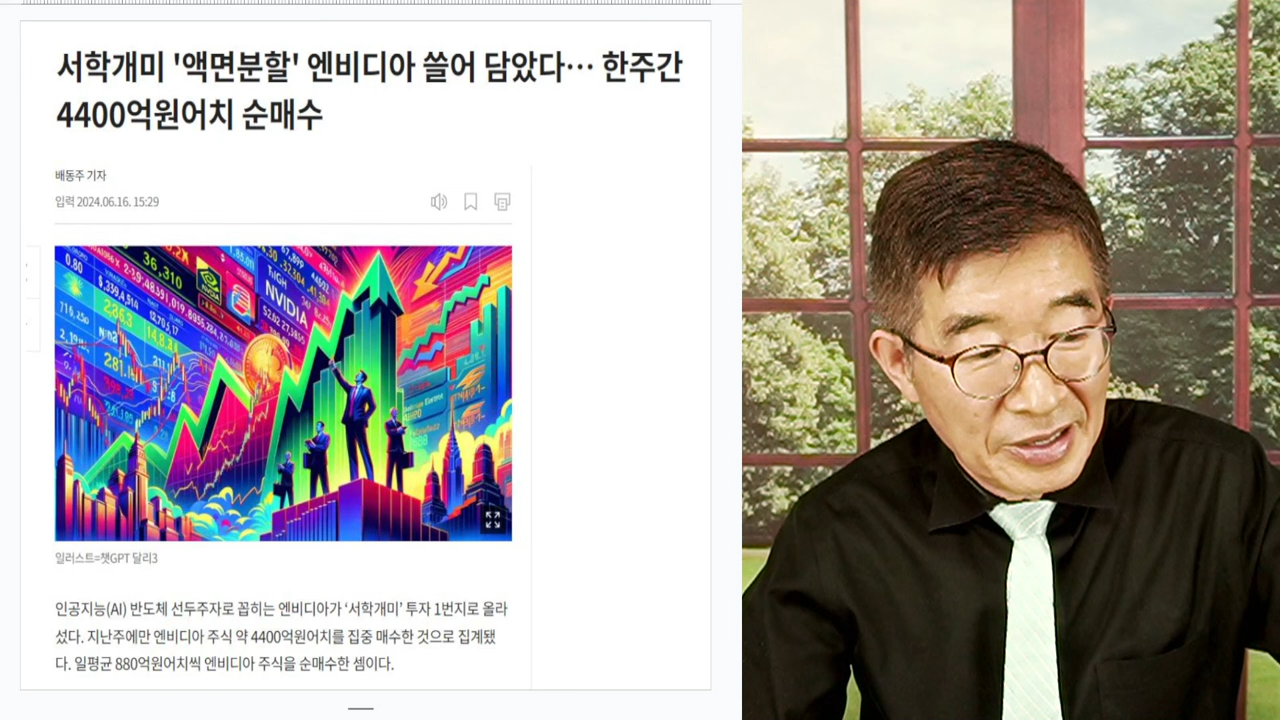 서학개미 '액면분할' 엔비디아 쓸어 담았다… 한주간
4400억원어치 순매수
배동주 기자
입력 2024.06.16. 15:29
0.80
36,310
NVIDIA
일러스트=챗GPT 달리3
인공지능(AI) 반도체 선두주자로 꼽히는 엔비디아가 ‘서학개미’ 투자 1번지로 올라
섰다. 지난주에만 엔비디아 주식 약 4400억원어치를 집중 매수한 것으로 집계됐
다. 일평균 880억원어치씩 엔비디아 주식을 순매수한 셈이다.